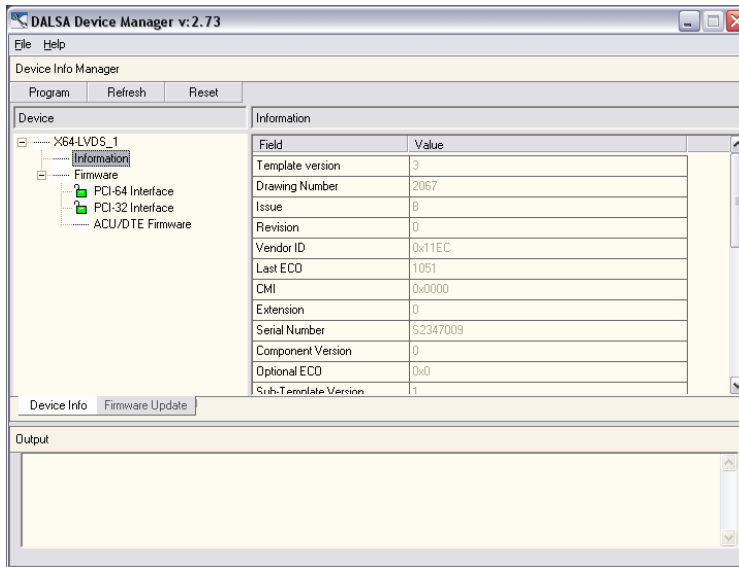 DALSA Device Manager v:2.73
File Help
Device Info Manager
Program Refresh Reset
Device
X64-LVDS_1
Information
Firmware
PCI-64 Interface
PCI-32 Interface
ACU/DTE Firmware
Information
Field Value
Template version 3
Drawing Number 2067
Issue B
Revision 0
Vendor ID 0x11EC
Last ECO 1051
CMI 0x0000
Extension 0
Serial Number S2347009
Component Version 0
Optional ECO 0x0
Sub-Template Version 1
Device Info Firmware Update
Output